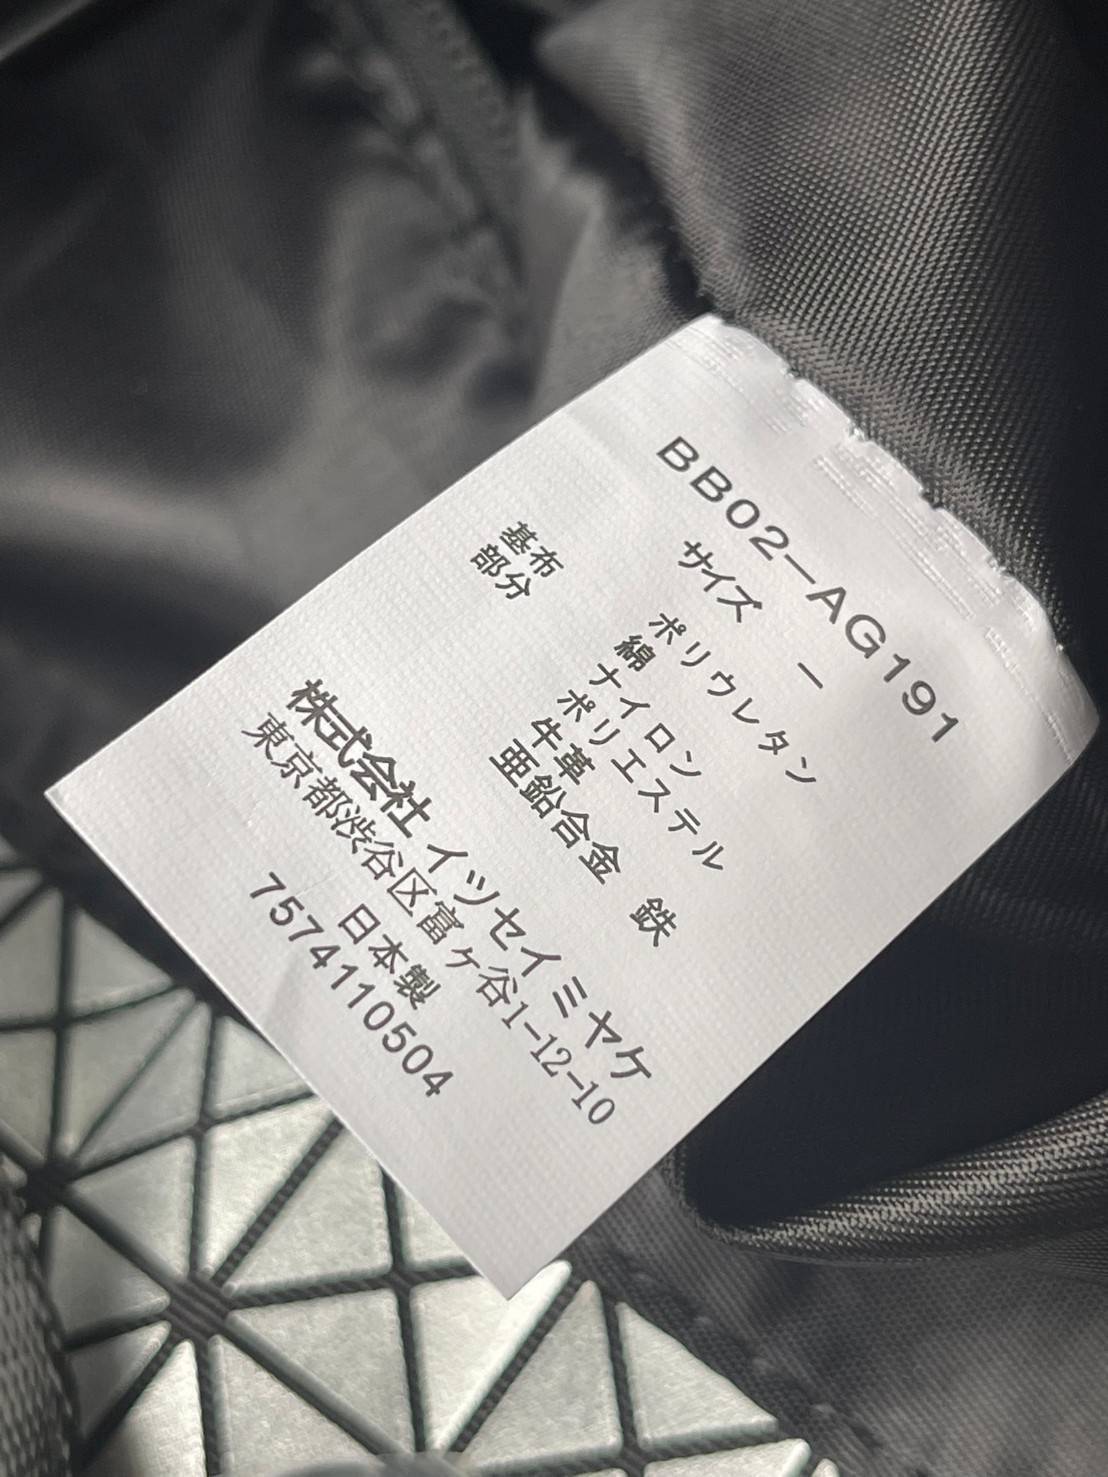 BB02-AG191
サイズ -
ポリウレタン
基布 綿
部分 ナイロン
ポリエステル
牛革
亜鉛合金 鉄
株式会社 イツセイミヤケ
東京都渋谷区富ヶ谷1-12-10
日本製
7574110504